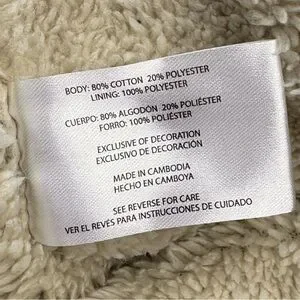 BODY: 80% COTTON 20% POLYESTER
LINING: 100% POLYESTER
CUERPO: 80% ALGODÓN 20% POLIÉSTER
FORRO: 100% POLIÉSTER
EXCLUSIVE OF DECORATION
EXCLUSIVO DE DECORACIÓN
MADE IN CAMBODIA
HECHO EN CAMBOYA
SEE REVERSE FOR CARE
VER EL REVÉS PARA INSTRUCCIONES DE CUIDADO